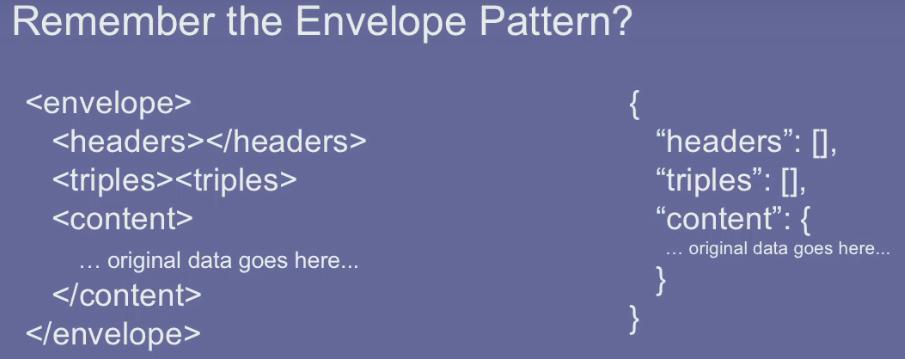 Remember the Envelope Pattern?
<envelope>
<headers></headers>
<triples><triples>
<content>
... original data goes here...
</content>
</envelope>
{
“headers”: [],
“triples”: [],
“content”: {
... original data goes here...
}
}